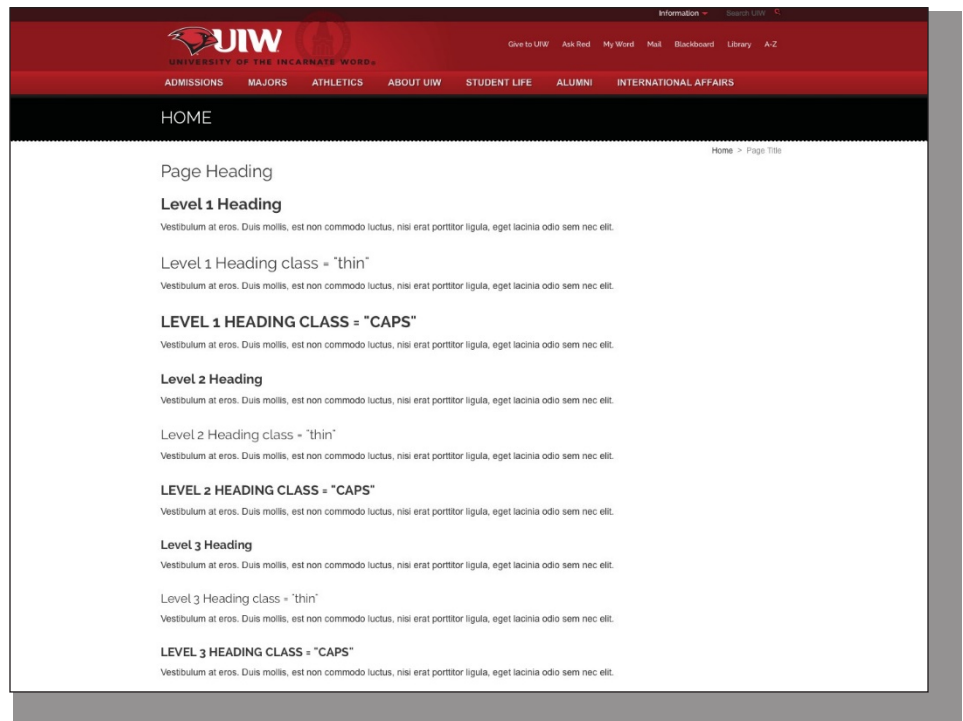 Information
Search UIW
UIW
UNIVERSITY OF THE INCARNATE WORD
Give to UIW Ask Red My Word Mail Blackboard Library A-Z
ADMISSIONS MAJORS ATHLETICS ABOUT UIW STUDENT LIFE ALUMNI INTERNATIONAL AFFAIRS
HOME
Home > Page Title
Page Heading
Level 1 Heading
Vestibulum at eros. Duis mollis, est non commodo luctus, nisi erat porttitor ligula, eget lacinia odio sem nec elit.
Level 1 Heading class = "thin"
Vestibulum at eros. Duis mollis, est non commodo luctus, nisi erat porttitor ligula, eget lacinia odio sem nec elit.
LEVEL 1 HEADING CLASS = "CAPS"
Vestibulum at eros. Duis mollis, est non commodo luctus, nisi erat porttitor ligula, eget lacinia odio sem nec elit.
Level 2 Heading
Vestibulum at eros. Duis mollis, est non commodo luctus, nisi erat porttitor ligula, eget lacinia odio sem nec elit.
Level 2 Heading class = "thin"
Vestibulum at eros. Duis mollis, est non commodo luctus, nisi erat porttitor ligula, eget lacinia odio sem nec elit.
LEVEL 2 HEADING CLASS = "CAPS"
Vestibulum at eros. Duis mollis, est non commodo luctus, nisi erat porttitor ligula, eget lacinia odio sem nec elit.
Level 3 Heading
Vestibulum at eros. Duis mollis, est non commodo luctus, nisi erat porttitor ligula, eget lacinia odio sem nec elit.
Level 3 Heading class = "thin"
Vestibulum at eros. Duis mollis, est non commodo luctus, nisi erat porttitor ligula, eget lacinia odio sem nec elit.
LEVEL 3 HEADING CLASS = "CAPS"
Vestibulum at eros. Duis mollis, est non commodo luctus, nisi erat porttitor ligula, eget lacinia odio sem nec elit.